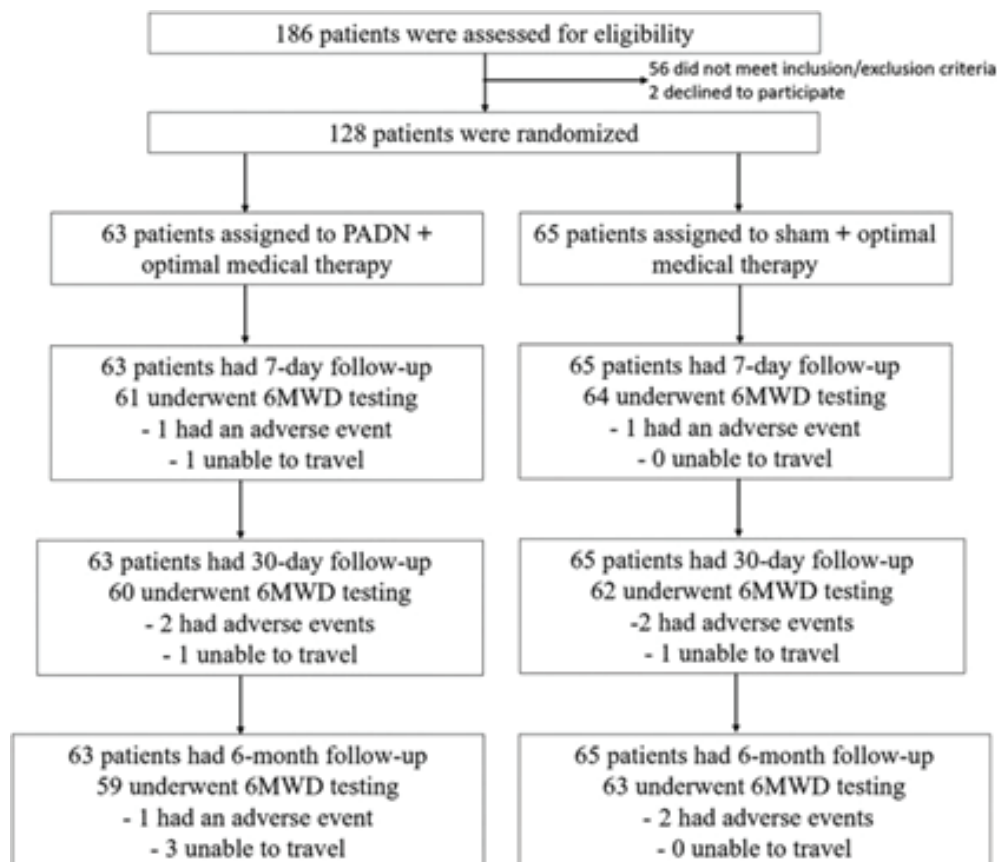 186 patients were assessed for eligibility
56 did not meet inclusion/exclusion criteria
2 declined to participate
128 patients were randomized
63 patients assigned to PADN +
optimal medical therapy
65 patients assigned to sham + optimal
medical therapy
63 patients had 7-day follow-up
61 underwent 6MWD testing
- 1 had an adverse event
- 1 unable to travel
65 patients had 7-day follow-up
64 underwent 6MWD testing
- 1 had an adverse event
- 0 unable to travel
63 patients had 30-day follow-up
60 underwent 6MWD testing
- 2 had adverse events
- 1 unable to travel
65 patients had 30-day follow-up
62 underwent 6MWD testing
-2 had adverse events
- 1 unable to travel
63 patients had 6-month follow-up
59 underwent 6MWD testing
- 1 had an adverse event
- 3 unable to travel
65 patients had 6-month follow-up
63 underwent 6MWD testing
- 2 had adverse events
- 0 unable to travel